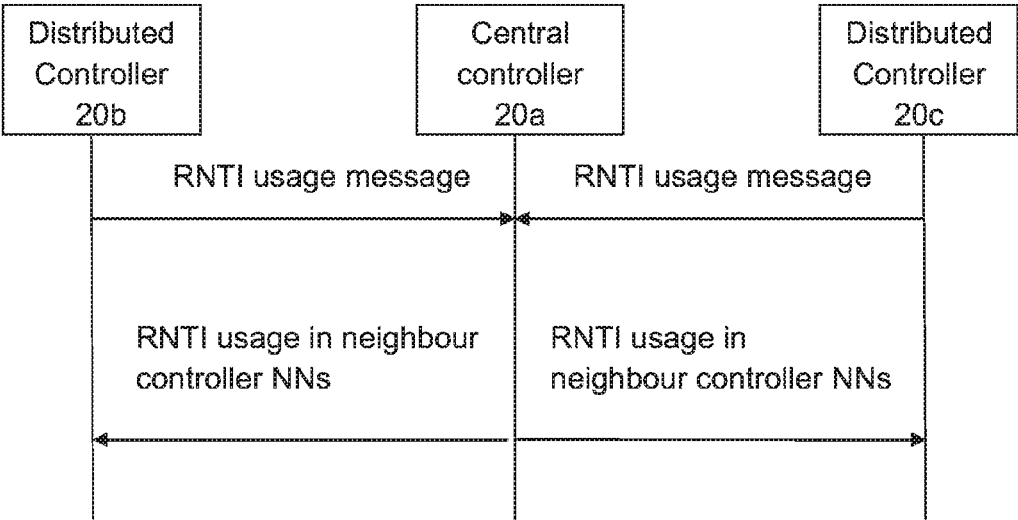 Distributed
Controller
20b
Central
controller
20a
Distributed
Controller
20c
RNTI usage message
RNTI usage message
RNTI usage in neighbour
controller NNs
RNTI usage in
neighbour controller NNs